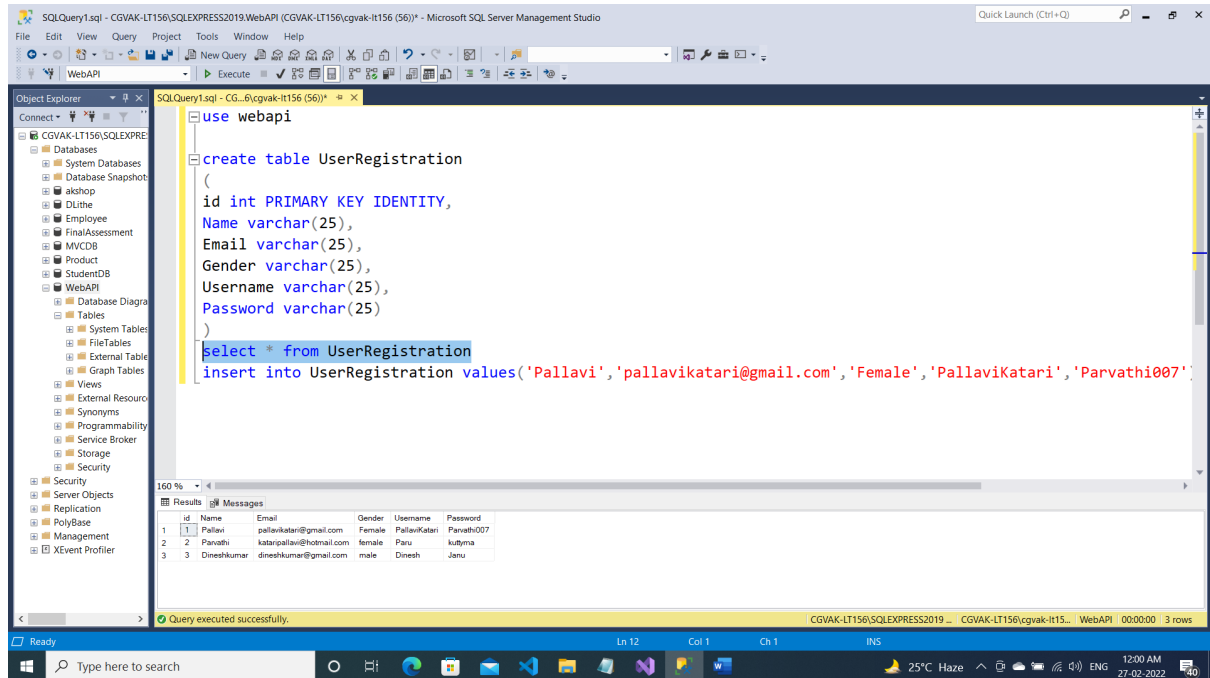 SQLQuery1.sql - CGVAK-LT156\SQLEXPRESS2019.WebAPI (CGVAK-LT156\cgvak-lt156 (56))* - Microsoft SQL Server Management Studio
Quick Launch (Ctrl+Q)
File Edit View Query Project Tools Window Help
New Query
WebAPI
Execute
Object Explorer
SQLQuery1.sql - CG...6\cgvak-lt156 (56))*
Connect
CGVAK-LT156\SQLEXPRE
Databases
System Databases
Database Snapshot
akshop
DLithe
Employee
FinalAssessment
MVCDB
Product
StudentDB
WebAPI
Database Diagra
Tables
System Tables
FileTables
External Table
Graph Tables
Views
External Resourc
Synonyms
Programmability
Service Broker
Storage
Security
Security
Server Objects
Replication
PolyBase
Management
XEvent Profiler
use webapi
create table UserRegistration
(
id int PRIMARY KEY IDENTITY,
Name varchar(25),
Email varchar(25),
Gender varchar(25),
Username varchar(25),
Password varchar(25)
)
select * from UserRegistration
insert into UserRegistration values('Pallavi','pallavikatari@gmail.com','Female','PallaviKatari','Parvathi007')
160 %
Results Messages
id Name Email Gender Username Password
1 1 Pallavi pallavikatari@gmail.com Female PallaviKatari Parvathi007
2 2 Parvathi kataripallavi@hotmail.com female Paru kuttyma
3 3 Dineshkumar dineshkumar@gmail.com male Dinesh Janu
Query executed successfully.
CGVAK-LT156\SQLEXPRESS2019 ... CGVAK-LT156\cgvak-lt15... WebAPI 00:00:00 3 rows
Ready
Ln 12 Col 1 Ch 1 INS
Type here to search
25°C Haze
ENG
12:00 AM
27-02-2022
40